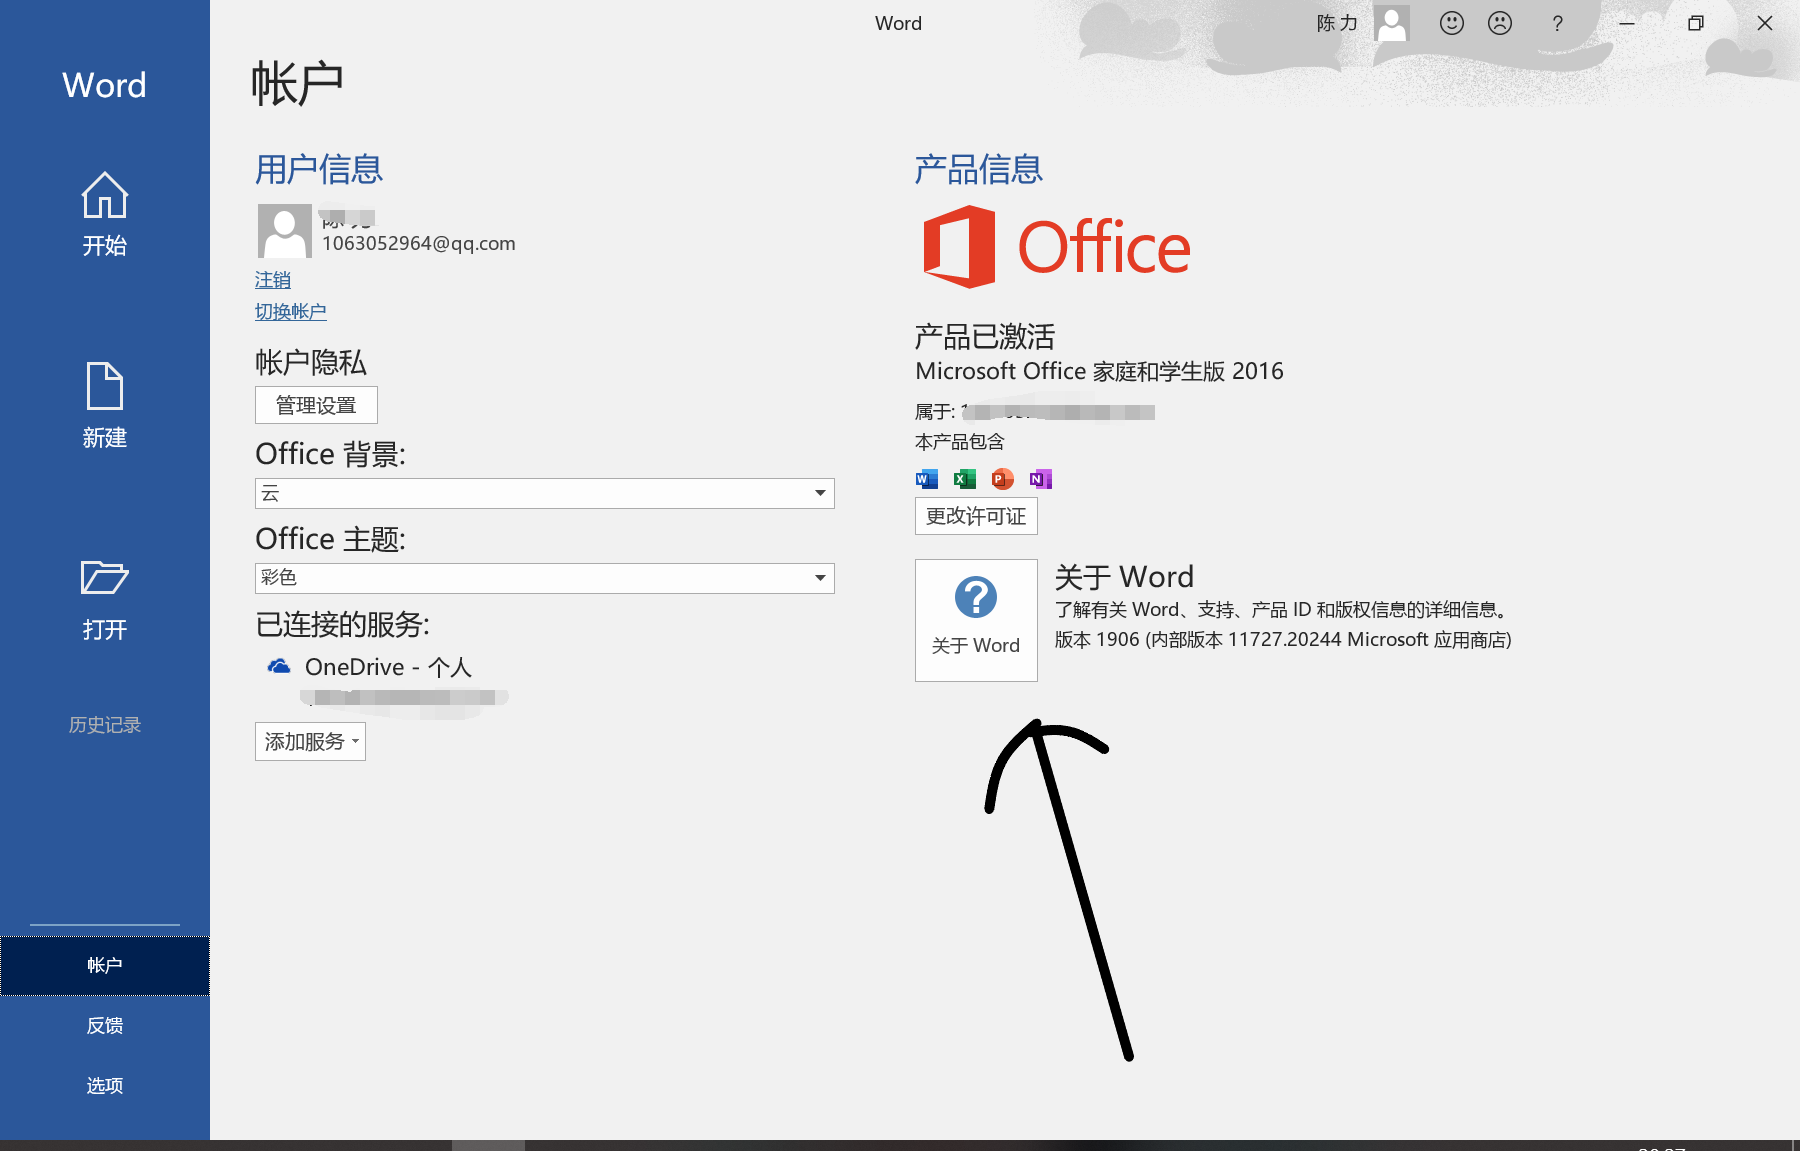 Word
陈 力
?
Word
开始
新建
打开
历史记录
帐户
反馈
选项
帐户
用户信息
1063052964@qq.com
注销
切换帐户
帐户隐私
管理设置
Office 背景:
云
Office 主题:
彩色
已连接的服务:
OneDrive - 个人
添加服务
产品信息
Office
产品已激活
Microsoft Office 家庭和学生版 2016
属于:
本产品包含
W X P N
更改许可证
?
关于 Word
关于 Word
了解有关 Word、支持、产品 ID 和版权信息的详细信息。
版本 1906 (内部版本 11727.20244 Microsoft 应用商店)